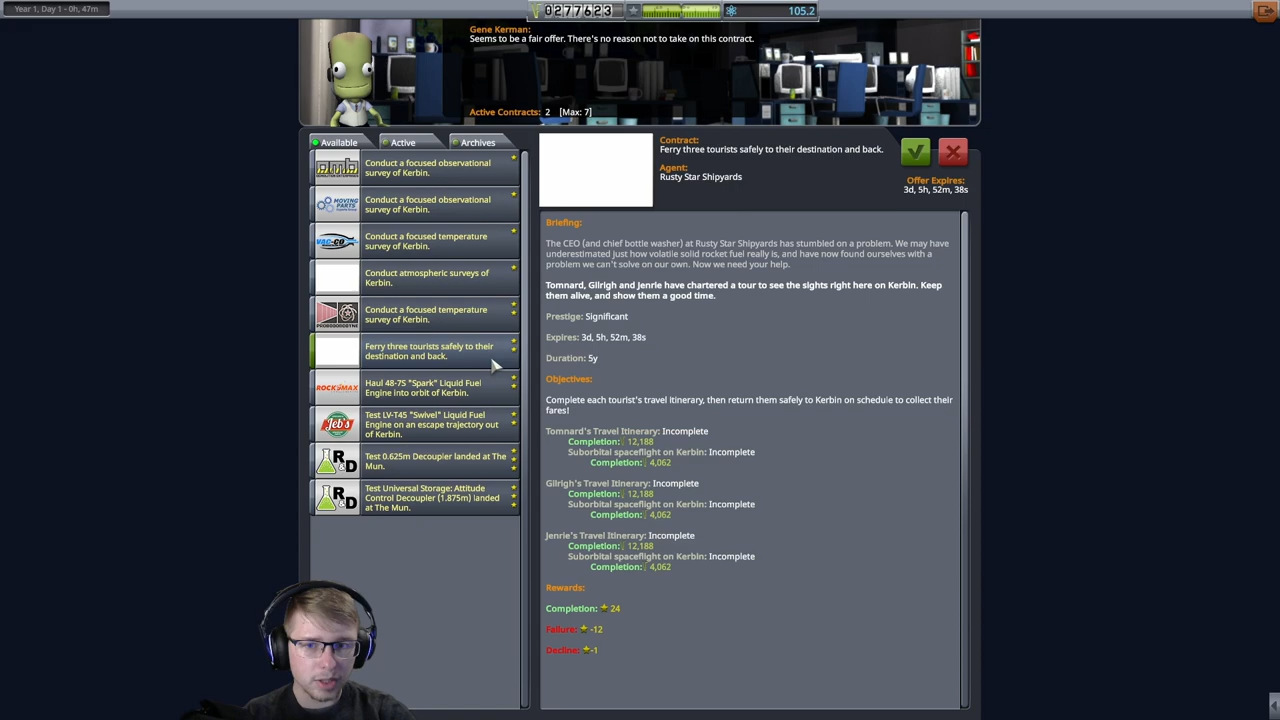 Year 1, Day 1 - 0h, 47m
0277623
105.2
Gene Kerman:
Seems to be a fair offer. There's no reason not to take on this contract.
Active Contracts: 2 [Max: 7]
Available
Active
Archives
Conduct a focused observational
survey of Kerbin.
MOVING
PARTS
Conduct a focused observational
survey of Kerbin.
VAC-CO
Conduct a focused temperature
survey of Kerbin.
Conduct atmospheric surveys of
Kerbin.
PROBODOBODYNE
Conduct a focused temperature
survey of Kerbin.
Ferry three tourists safely to their
destination and back.
ROCKOMAX
Haul 48-7S "Spark" Liquid Fuel
Engine into orbit of Kerbin.
Jeb's
Test LV-T45 "Swivel" Liquid Fuel
Engine on an escape trajectory out
of Kerbin.
R&D
Test 0.625m Decoupler landed at The
Mun.
R&D
Test Universal Storage: Attitude
Control Decoupler (1.875m) landed
at The Mun.
Contract:
Ferry three tourists safely to their destination and back.
Agent:
Rusty Star Shipyards
Offer Expires:
3d, 5h, 52m, 38s
Briefing:
The CEO (and chief bottle washer) at Rusty Star Shipyards has stumbled on a problem. We may have
underestimated just how volatile solid rocket fuel really is, and have now found ourselves with a
problem we can't solve on our own. Now we need your help.
Tomnard, Gilrigh and Jenrie have chartered a tour to see the sights right here on Kerbin. Keep
them alive, and show them a good time.
Prestige: Significant
Expires: 3d, 5h, 52m, 38s
Duration: 5y
Objectives:
Complete each tourist's travel itinerary, then return them safely to Kerbin on schedule to collect their
fares!
Tomnard's Travel Itinerary: Incomplete
Completion: 12,188
Suborbital spaceflight on Kerbin: Incomplete
Completion: 4,062
Gilrigh's Travel Itinerary: Incomplete
Completion: 12,188
Suborbital spaceflight on Kerbin: Incomplete
Completion: 4,062
Jenrie's Travel Itinerary: Incomplete
Completion: 12,188
Suborbital spaceflight on Kerbin: Incomplete
Completion: 4,062
Rewards:
Completion: 24
Failure: -12
Decline: -1